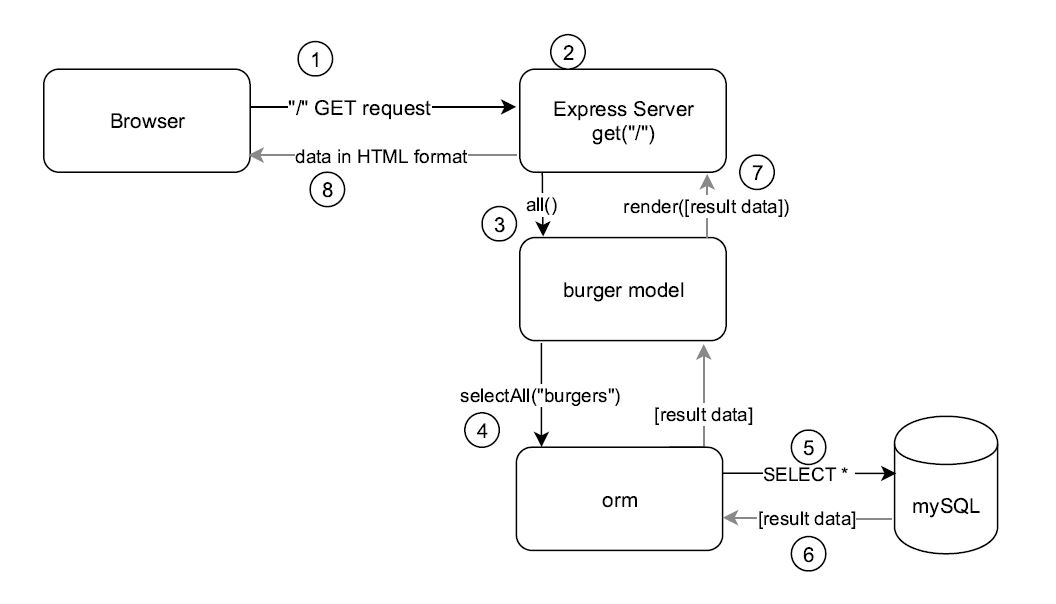 1
2
Browser
"/" GET request
Express Server
get("/")
data in HTML format
8
7
all()
render([result data])
3
burger model
selectAll("burgers")
4
[result data]
5
SELECT *
orm
mySQL
[result data]
6